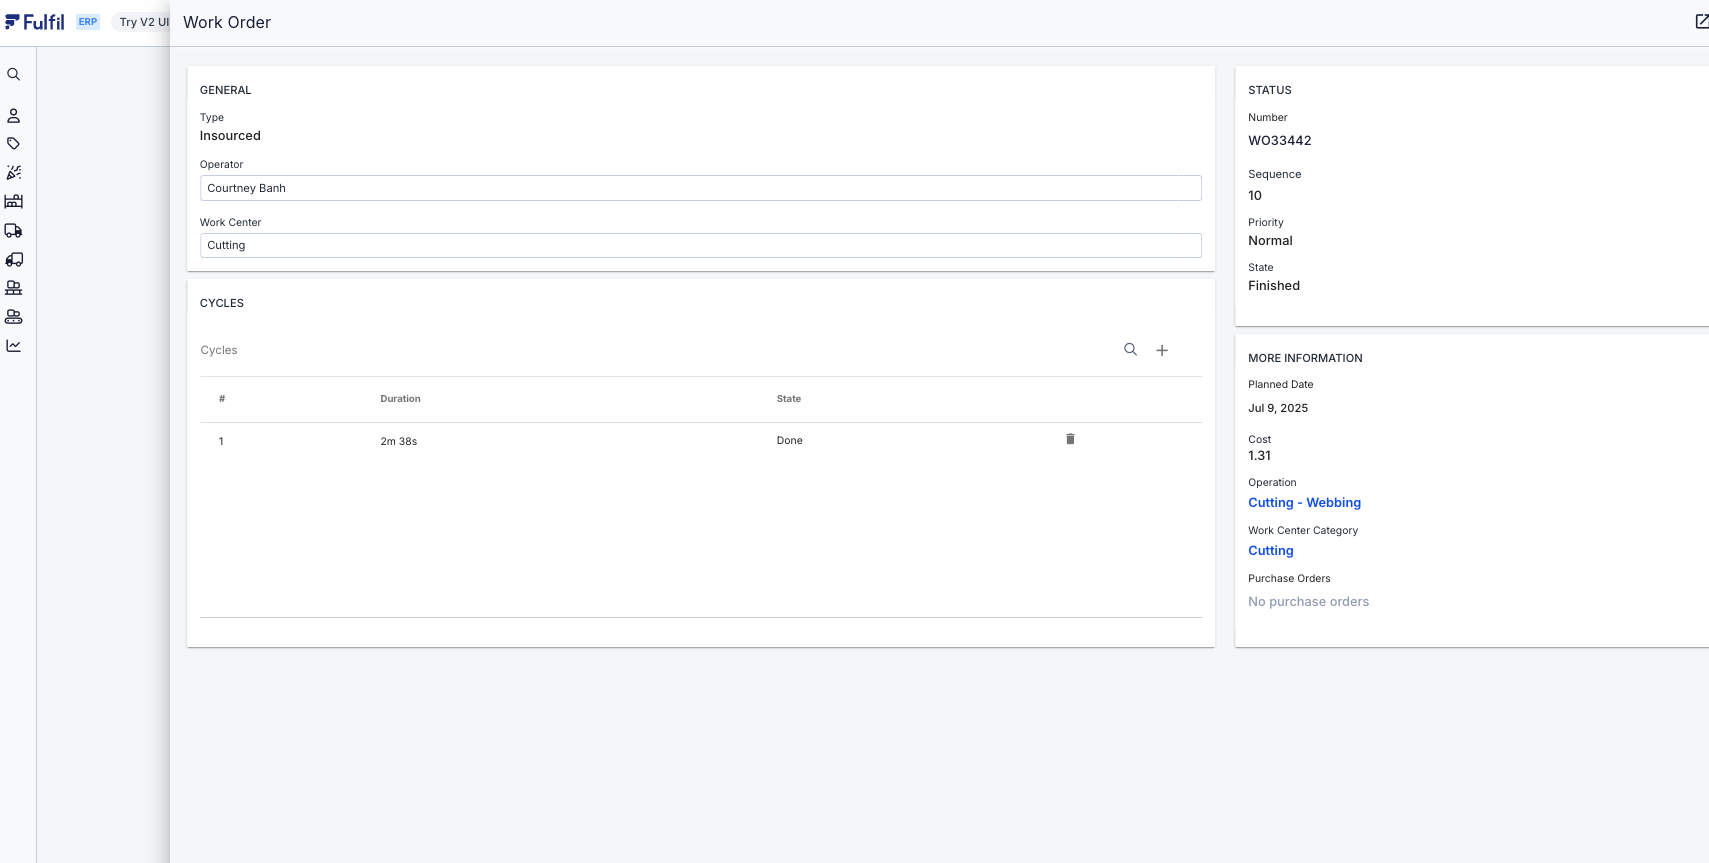 Fulfil ERP Try V2 UI
Work Order
GENERAL
Type
Insourced
Operator
Courtney Banh
Work Center
Cutting
CYCLES
Cycles
# Duration State
1 2m 38s Done
STATUS
Number
WO33442
Sequence
10
Priority
Normal
State
Finished
MORE INFORMATION
Planned Date
Jul 9, 2025
Cost
1.31
Operation
Cutting - Webbing
Work Center Category
Cutting
Purchase Orders
No purchase orders